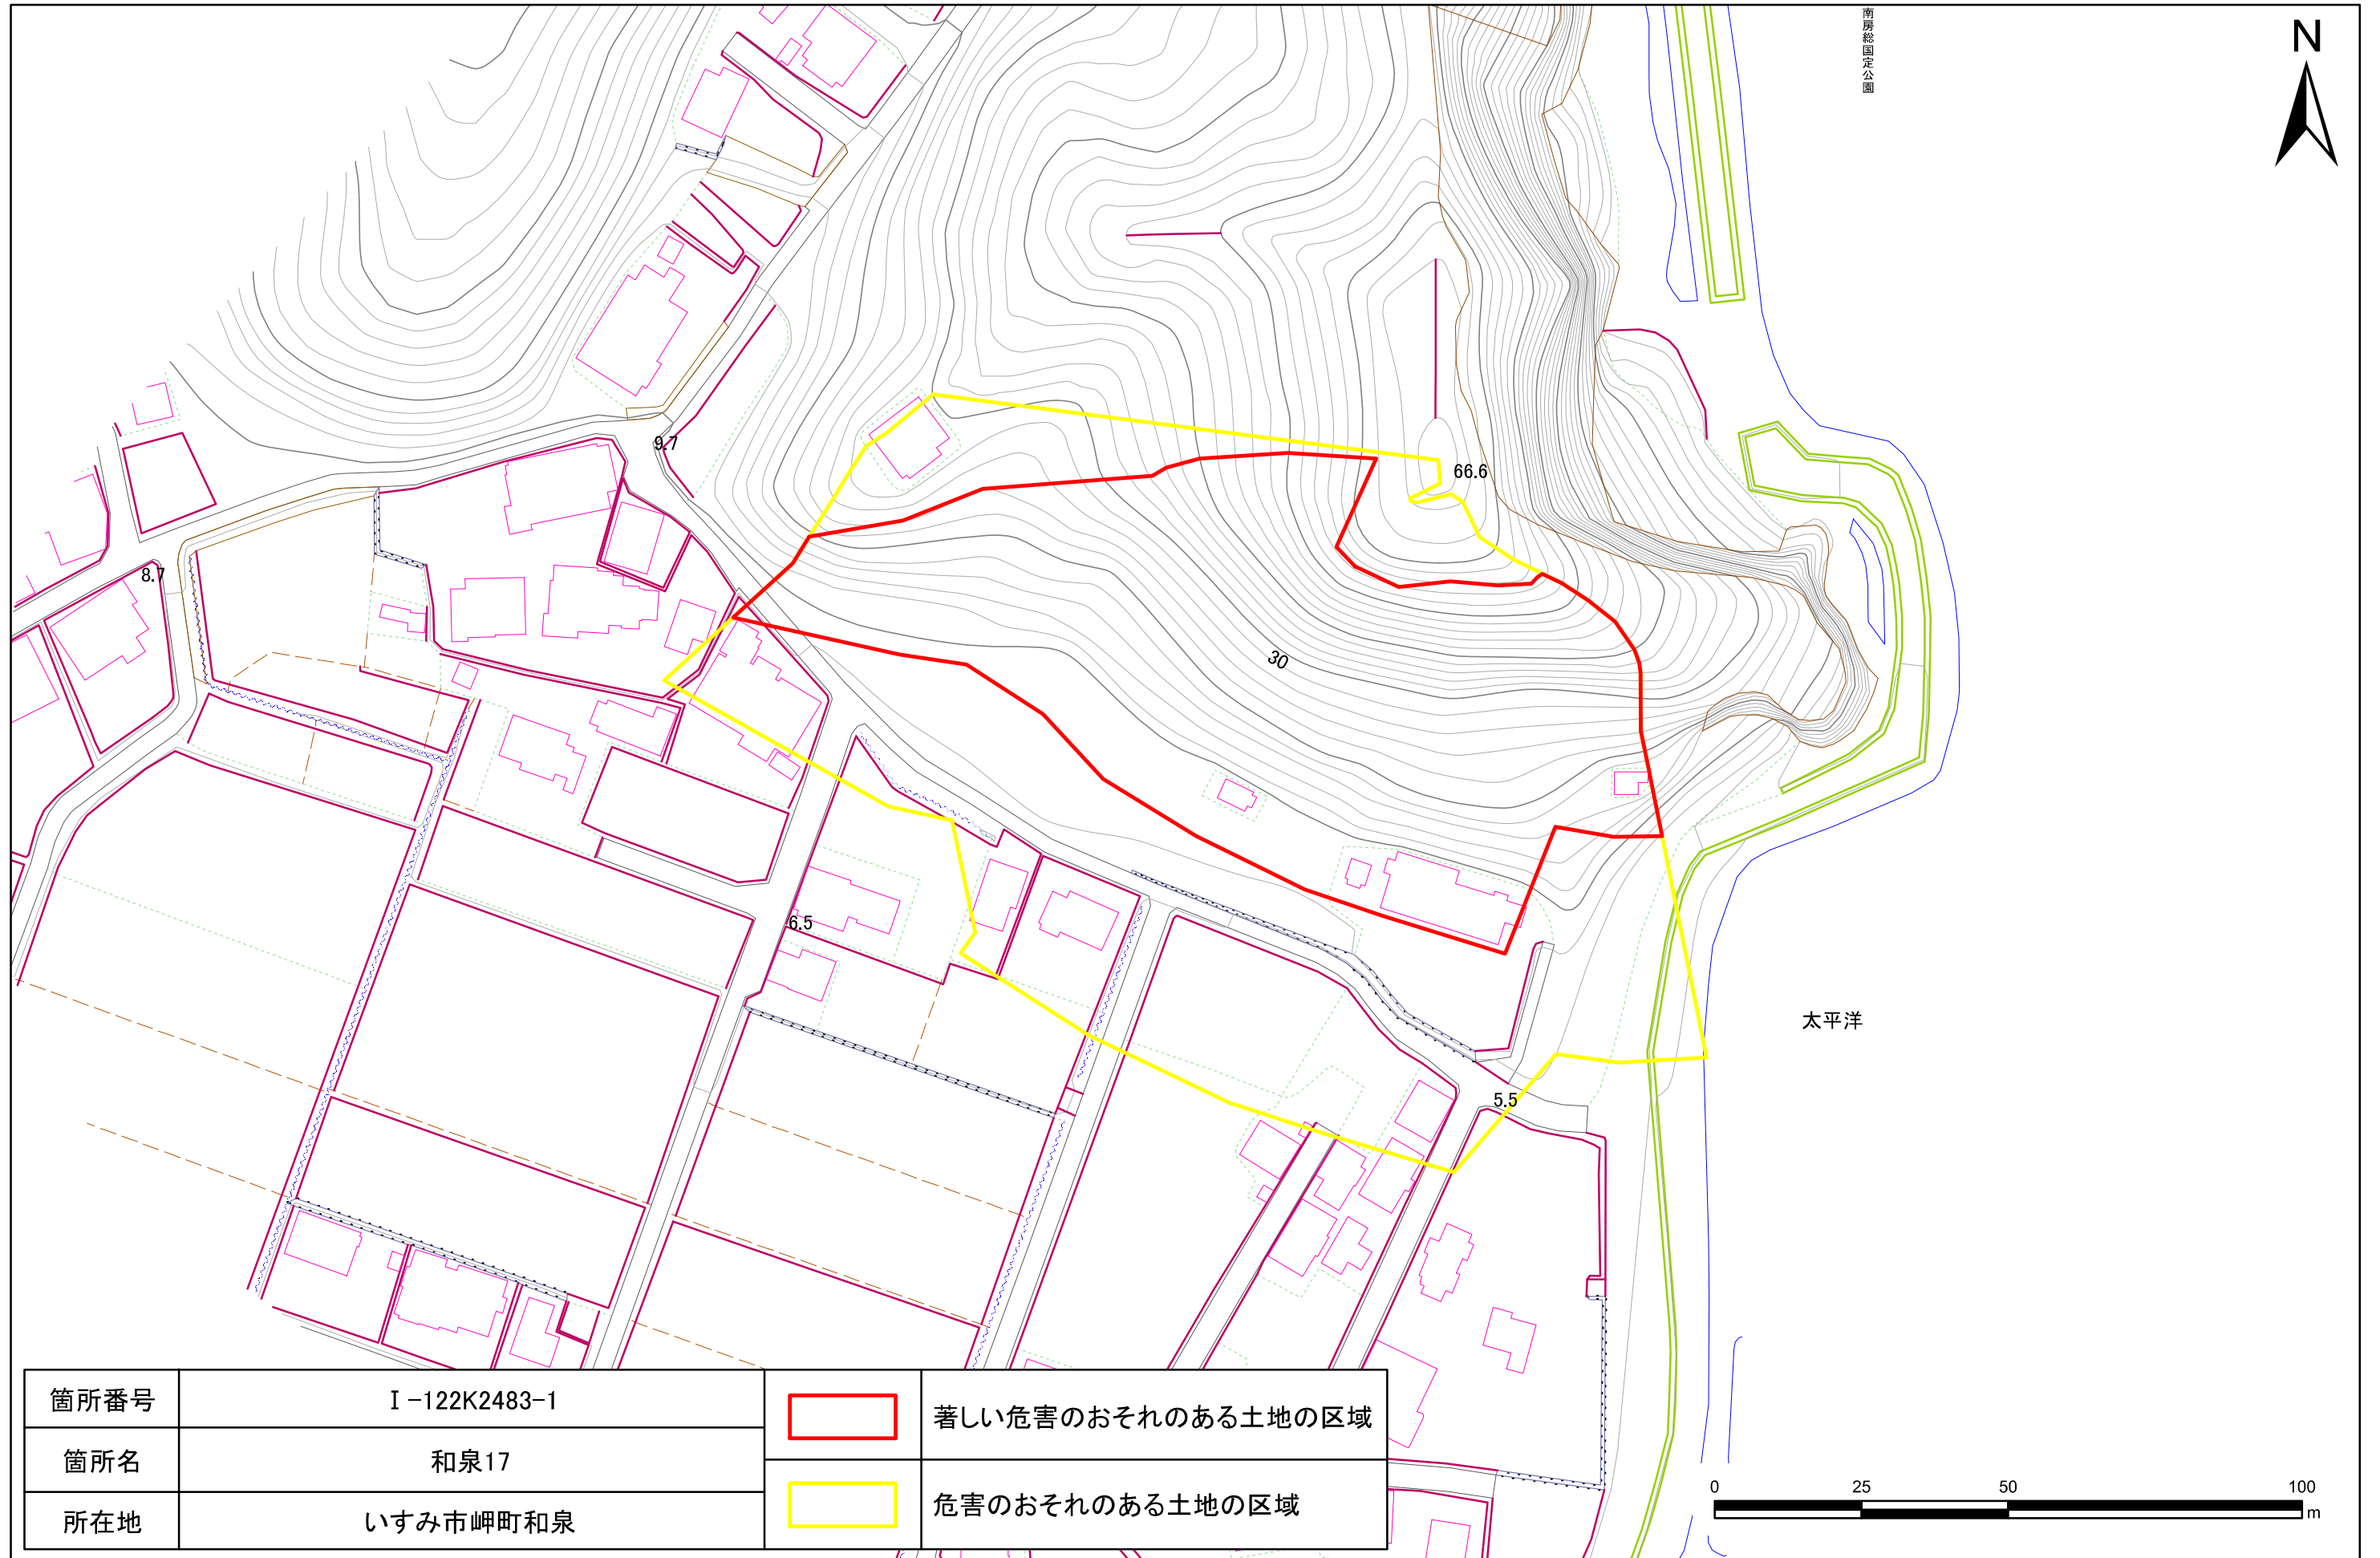 南房総国定公園
N
9.7
66.6
8.7
30
6.5
太平洋
5.5
箇所番号 Ⅰ-122K2483-1
箇所名 和泉17
所在地 いすみ市岬町和泉
著しい危害のおそれのある土地の区域
危害のおそれのある土地の区域
0 25 50 100
m